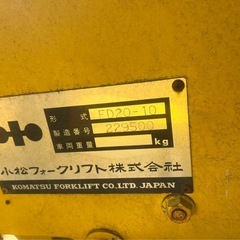 形式 FD20-10
製造番号 229500
車両重量 kg
小松フォークリフト株式会社
KOMATSU FORKLIFT CO.LTD. JAPAN